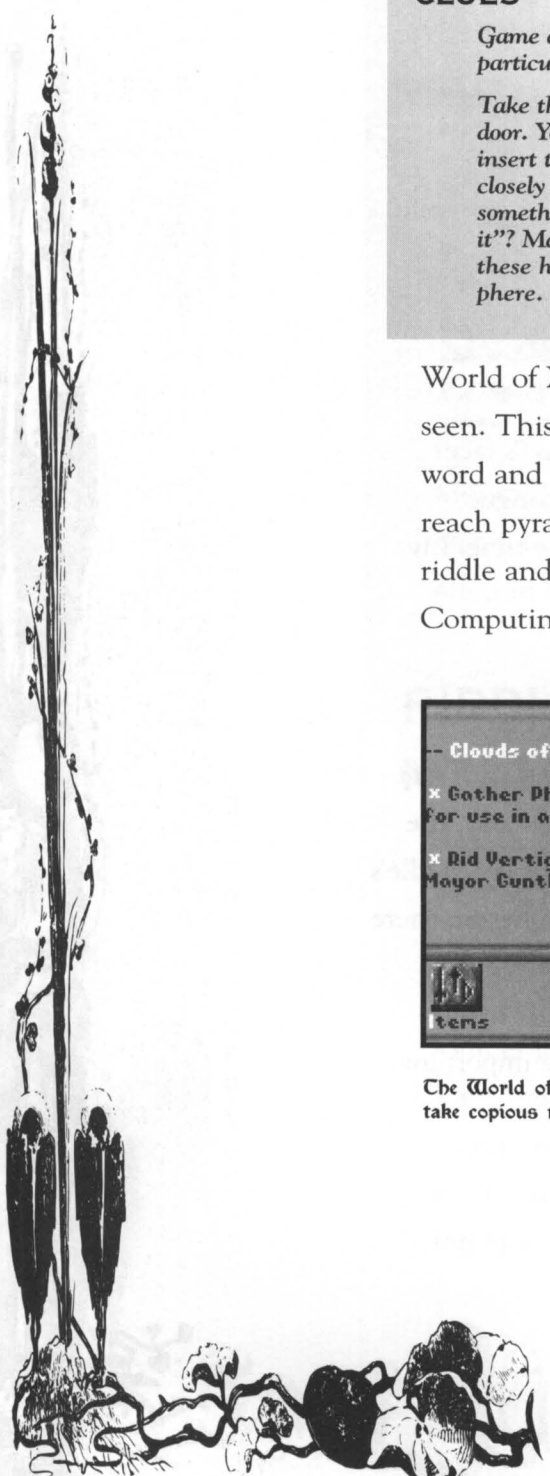 CLUES
Game
particu
Take th
door. Y
insert t
closely
someth
it"? Ma
these h
phere.
World of
seen. This
word and
reach pyra
riddle and
Computin
-- Clouds of
x Gather Ph
for use in a
x Rid Vertig
Mayor Gunth
Items
The World of
take copious